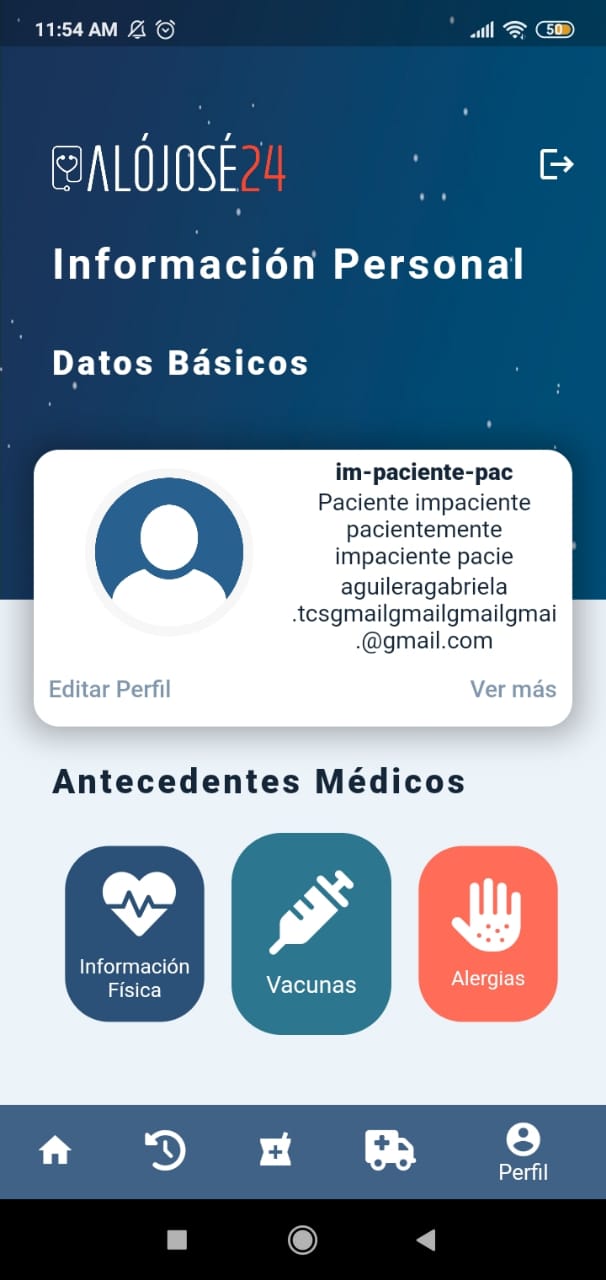 11:54 AM
50
ALÓJOSÉ24
Información Personal
Datos Básicos
im-paciente-pac
Paciente impaciente
pacientemente
impaciente pacie
aguileragabriela
.tcsgmailgmailgmailgmai
.@gmail.com
Editar Perfil
Ver más
Antecedentes Médicos
Información
Física
Vacunas
Alergias
Perfil